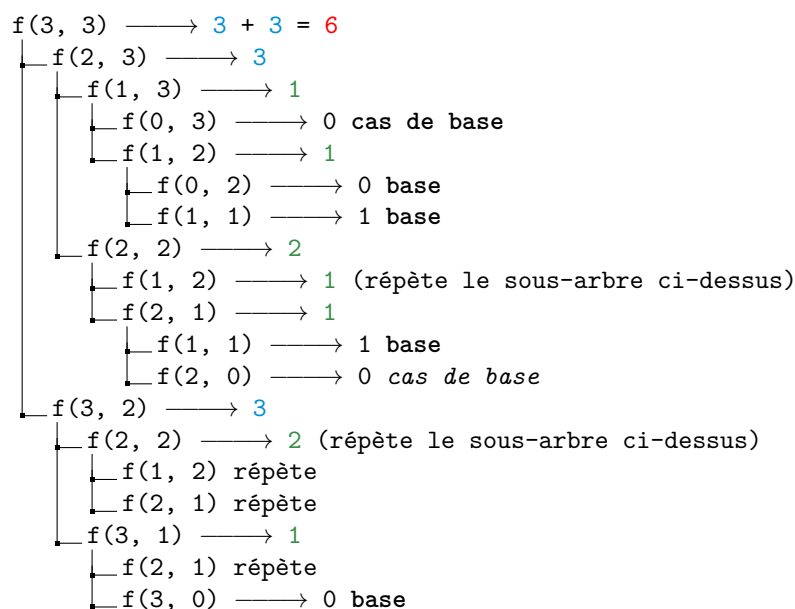 f(3, 3) ⟶ 3 + 3 = 6
f(2, 3) ⟶ 3
f(1, 3) ⟶ 1
f(0, 3) ⟶ 0 cas de base
f(1, 2) ⟶ 1
f(0, 2) ⟶ 0 base
f(1, 1) ⟶ 1 base
f(2, 2) ⟶ 2
f(1, 2) ⟶ 1 (répète le sous-arbre ci-dessus)
f(2, 1) ⟶ 1
f(1, 1) ⟶ 1 base
f(2, 0) ⟶ 0 cas de base
f(3, 2) ⟶ 3
f(2, 2) ⟶ 2 (répète le sous-arbre ci-dessus)
f(1, 2) répète
f(2, 1) répète
f(3, 1) ⟶ 1
f(2, 1) répète
f(3, 0) ⟶ 0 base